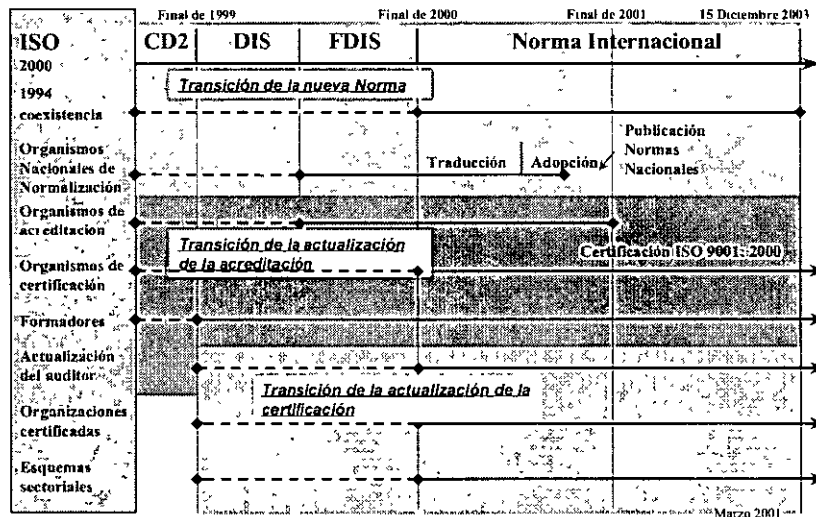 Final de 1999 Final de 2000 Final de 2001 15 Diciembre 2003
ISO CD2 DIS FDIS Norma Internacional
2000
Transición de la nueva Norma
1994
coexistencia
Publicación
Normas
Nacionales
Organismos
Nacionales de
Normalización
Traducción Adopción
Organismos de
acreditación
Transición de la actualización
de la acreditación
Certificación ISO 9001: 2000
Organismos de
certificación
Formadores
Actualización
del auditor
Transición de la actualización de la
certificación
Organizaciones
certificadas
Esquemas
sectoriales
Marzo 2001